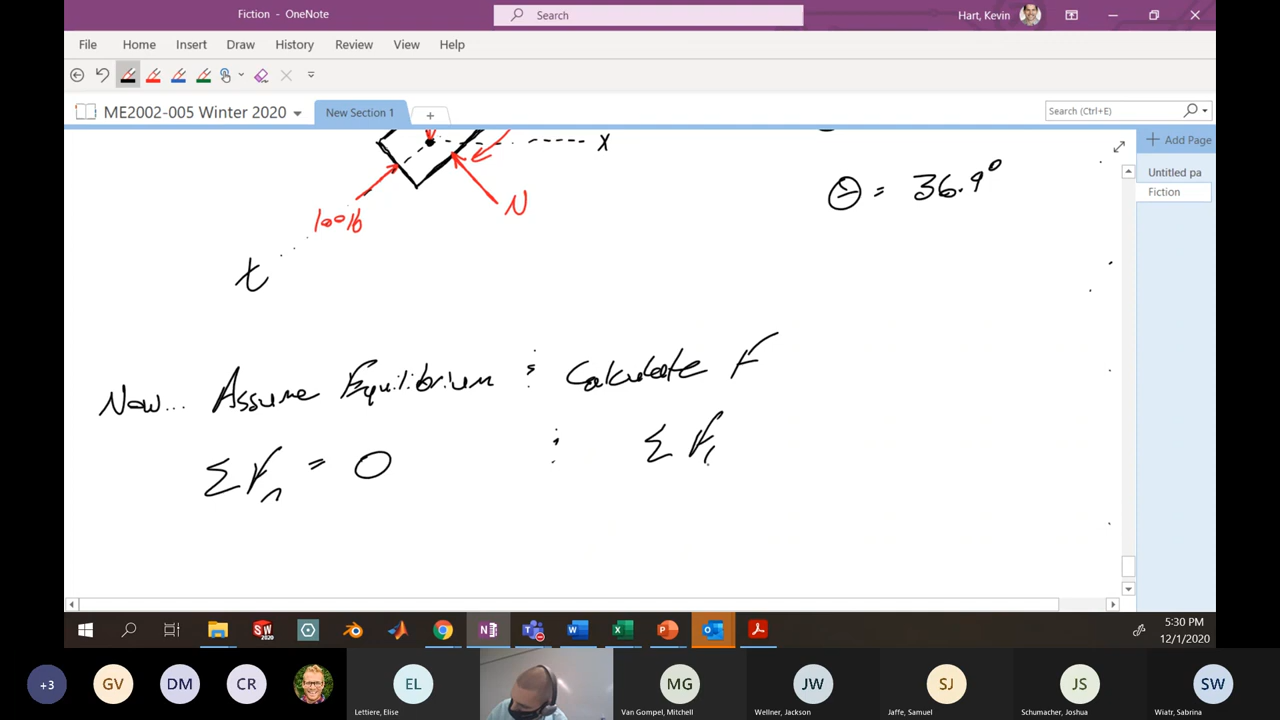 Fiction - OneNote
Search
Hart, Kevin
File Home Insert Draw History Review View Help
ME2002-005 Winter 2020
New Section 1
Search (Ctrl+E)
Add Page
Untitled pa
Fiction
x
Θ = 36.9°
N
100 lb
t
Now... Assume Equilibrium : Calculate F
ΣFn = 0 : ΣF
5:30 PM
12/1/2020
+3 GV DM CR EL MG JW SJ JS SW
Lettiere, Elise
Van Gompel, Mitchell
Wellner, Jackson
Jaffe, Samuel
Schumacher, Joshua
Wiatr, Sabrina